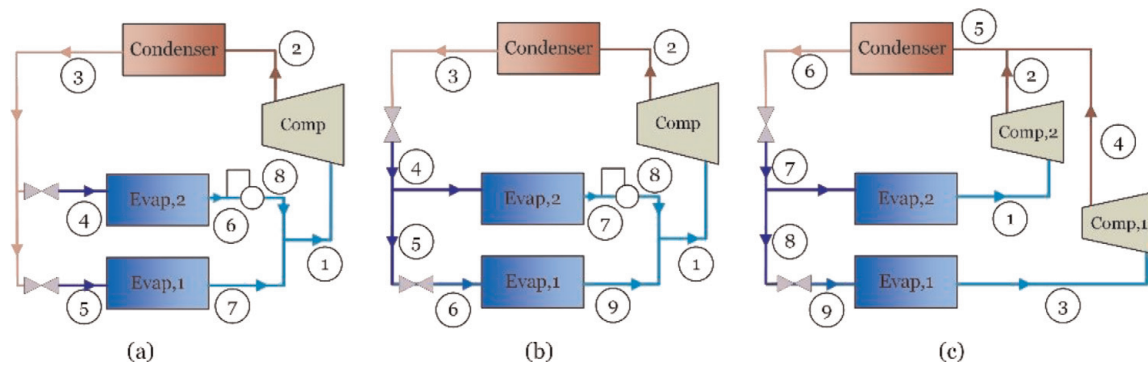 Condenser
2
3
Comp
Evap,2
8
4
6
1
Evap,1
5
7
(a)
Condenser
2
3
Comp
4
Evap,2
8
7
5
1
Evap,1
6
9
(b)
Condenser
5
6
2
Comp,2
4
7
Evap,2
1
Comp,1
8
Evap,1
9
3
(c)